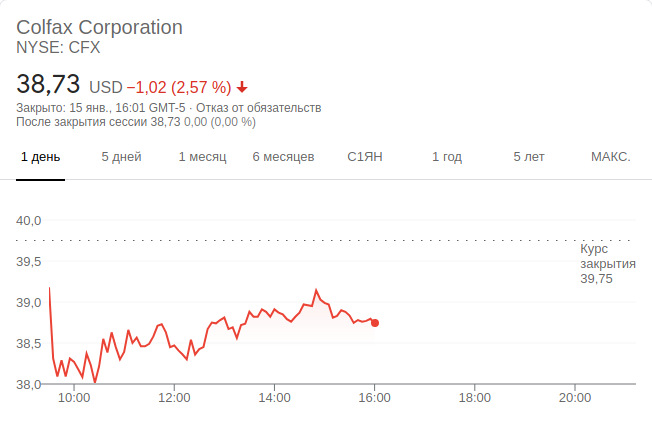 Colfax Corporation
NYSE: CFX
38,73 USD −1,02 (2,57 %)
Закрыто: 15 янв., 16:01 GMT-5 · Отказ от обязательств
После закрытия сессии 38,73 0,00 (0,00 %)
1 день 5 дней 1 месяц 6 месяцев С1ЯН 1 год 5 лет МАКС.
40,0
Курс
закрытия
39,75
39,5
39,0
38,5
38,0
10:00 12:00 14:00 16:00 18:00 20:00